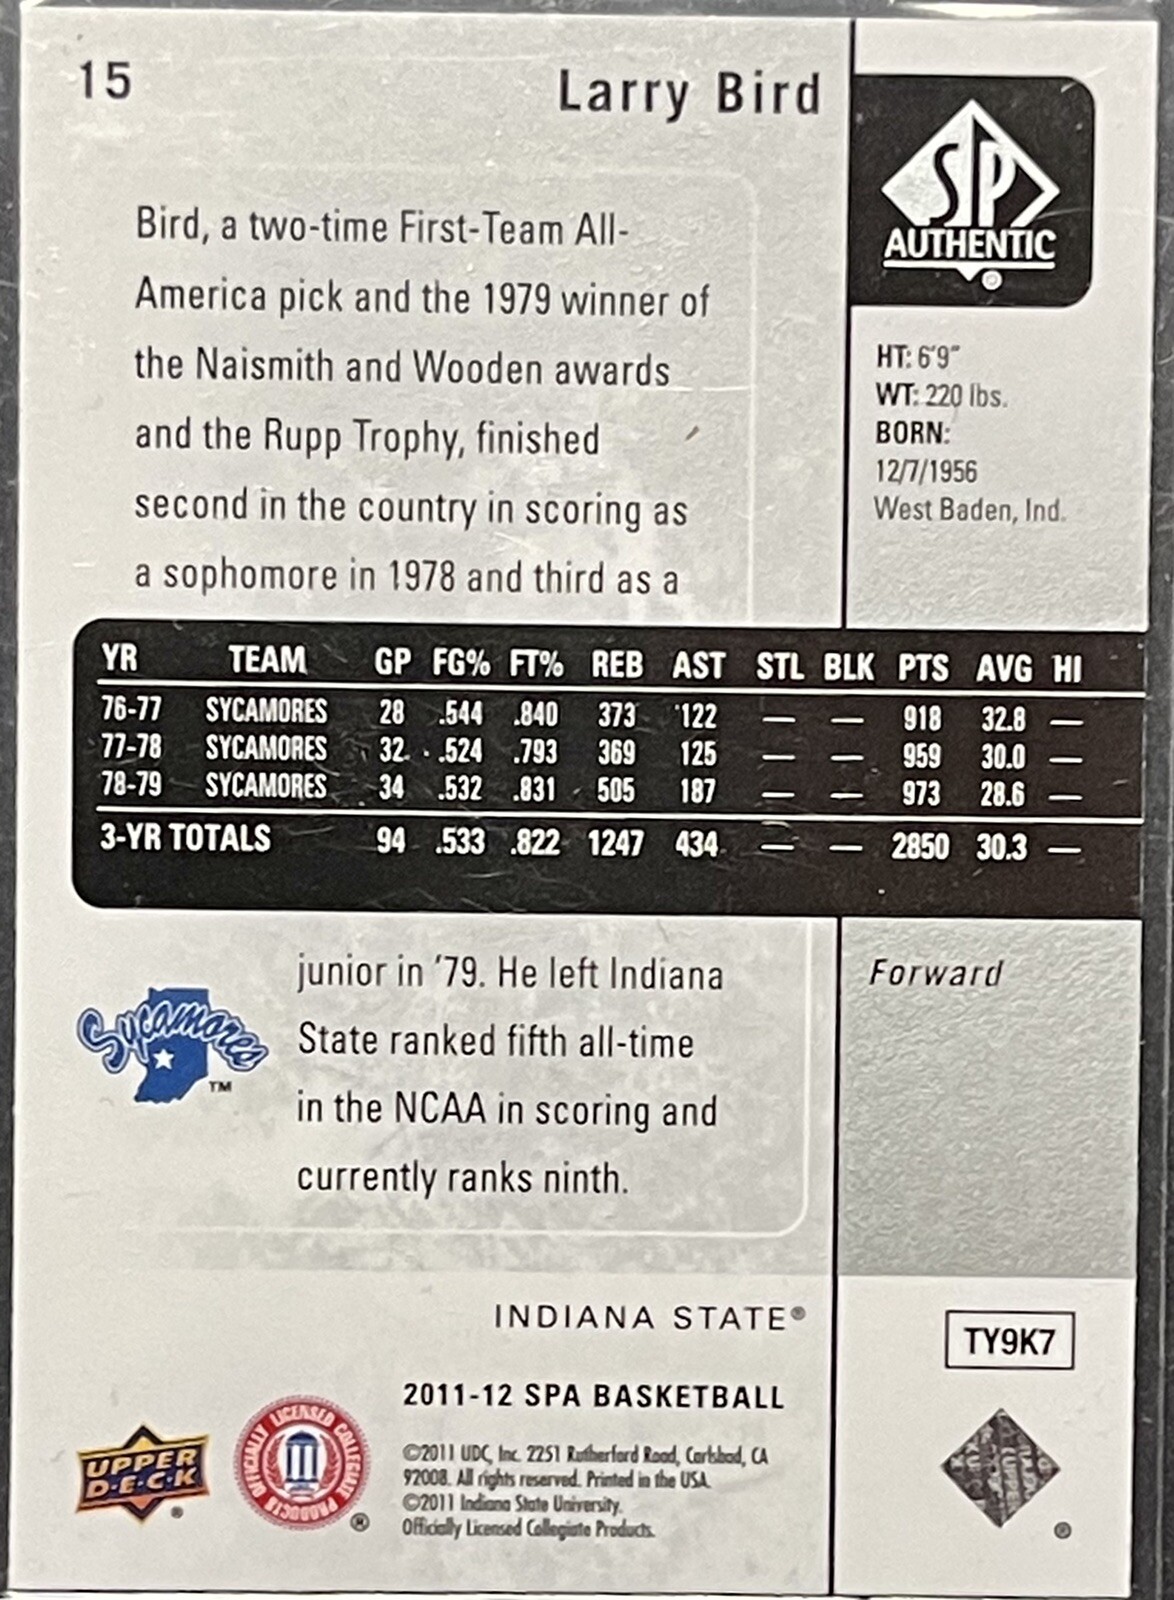 15
Larry Bird
SP
AUTHENTIC
Bird, a two-time First-Team All-
America pick and the 1979 winner of
the Naismith and Wooden awards
and the Rupp Trophy, finished
second in the country in scoring as
a sophomore in 1978 and third as a
HT: 6'9"
WT: 220 lbs.
BORN:
12/7/1956
West Baden, Ind.
YR TEAM GP FG% FT% REB AST STL BLK PTS AVG HI
76-77 SYCAMORES 28 .544 .840 373 122 — — 918 32.8 —
77-78 SYCAMORES 32 .524 .793 369 125 — — 959 30.0 —
78-79 SYCAMORES 34 .532 .831 505 187 — — 973 28.6 —
3-YR TOTALS 94 .533 .822 1247 434 — — 2850 30.3 —
Sycamores™
junior in '79. He left Indiana
State ranked fifth all-time
in the NCAA in scoring and
currently ranks ninth.
Forward
INDIANA STATE®
TY9K7
2011-12 SPA BASKETBALL
UPPER
D·E·C·K®
OFFICIALLY LICENSED COLLEGIATE PRODUCTS®
©2011 UDC, Inc. 2251 Rutherford Road, Carlsbad, CA
92008. All rights reserved. Printed in the USA.
©2011 Indiana State University.
Officially Licensed Collegiate Products.